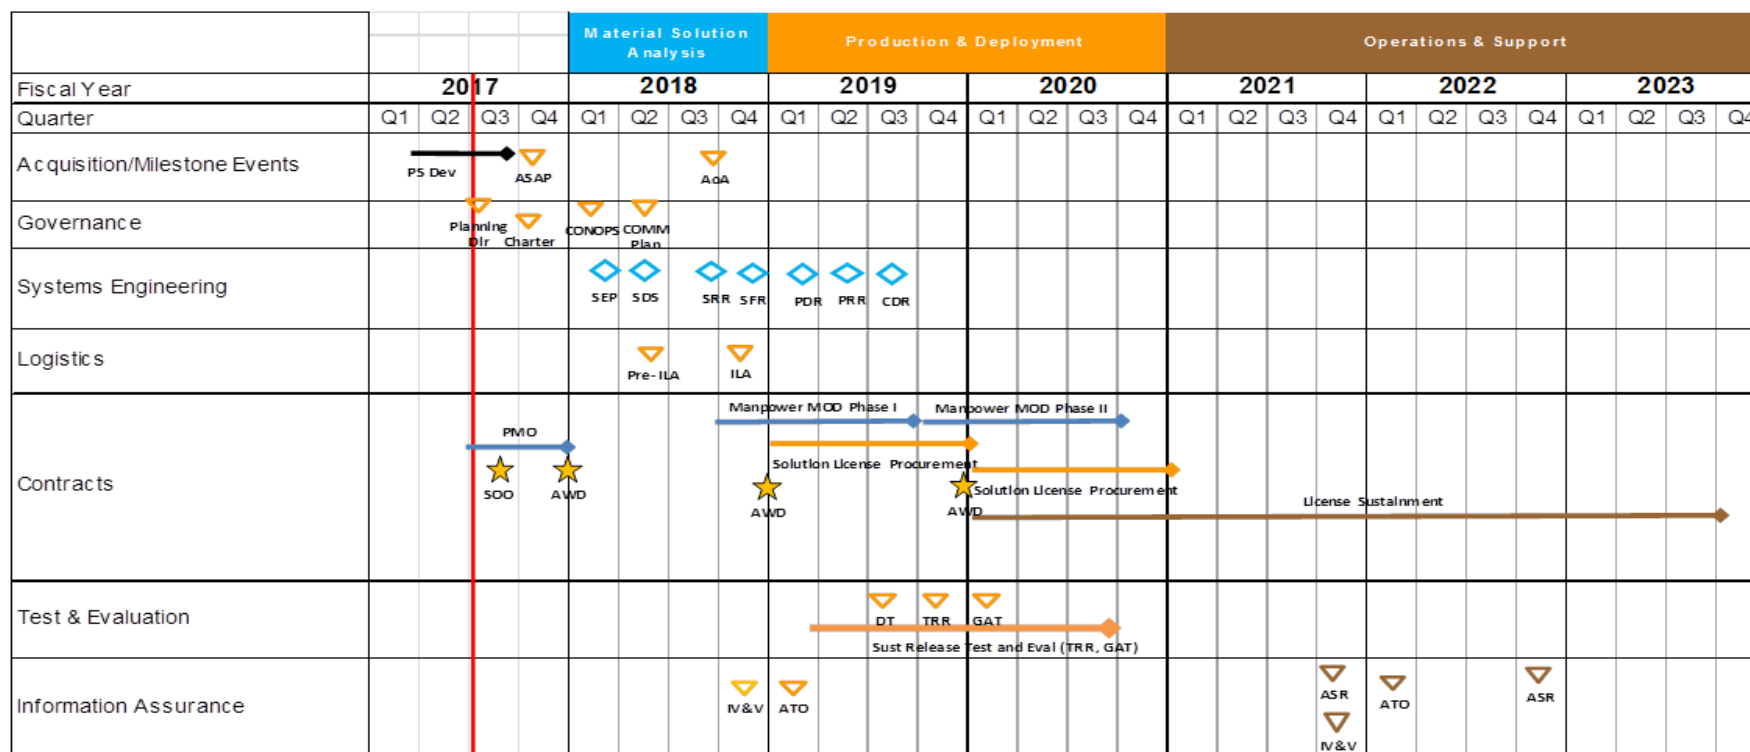 Material Solution
Analysis
Production & Deployment
Operations & Support
Fiscal Year
2017
2018
2019
2020
2021
2022
2023
Quarter
Q1 Q2 Q3 Q4 Q1 Q2 Q3 Q4 Q1 Q2 Q3 Q4 Q1 Q2 Q3 Q4 Q1 Q2 Q3 Q4 Q1 Q2 Q3 Q4 Q1 Q2 Q3 Q4
Acquisition/Milestone Events
PS Dev
ASAP
AoA
Governance
Planning
Dir
Charter
CONOPS
COMM
Plan
Systems Engineering
SEP
SDS
SRR
SFR
PDR
PRR
CDR
Logistics
Pre-ILA
ILA
Contracts
Manpower MOD Phase I
Manpower MOD Phase II
PMO
Solution License Procurement
SOO
AWD
AWD
AWD
Solution License Procurement
License Sustainment
Test & Evaluation
DT
TRR
GAT
Sust Release Test and Eval (TRR, GAT)
Information Assurance
IV&V
ATO
ASR
IV&V
ATO
ASR